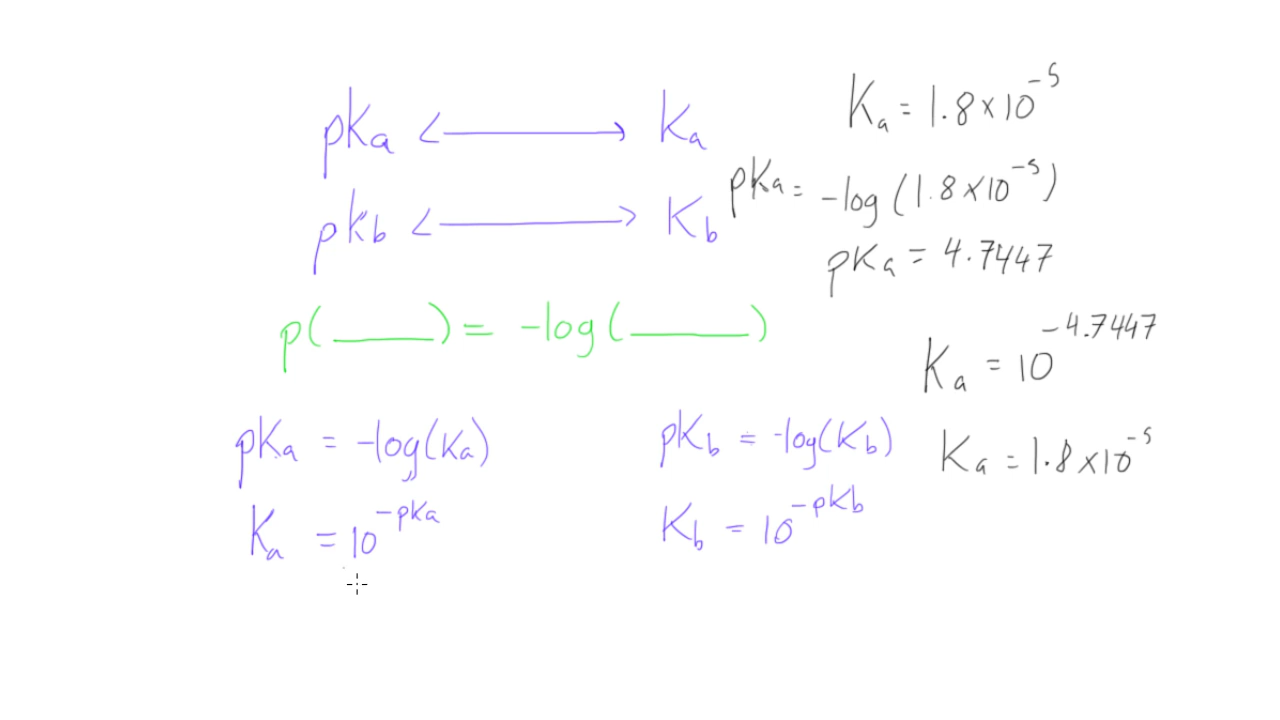 pKa <——> Ka
pKb <——> Kb
p(____) = -log(____)
pKa = -log(Ka)
Ka = 10^-pKa
pKb = -log(Kb)
Kb = 10^-pKb
Ka = 1.8×10^-5
pKa = -log(1.8×10^-5)
pKa = 4.7447
Ka = 10^-4.7447
Ka = 1.8×10^-5